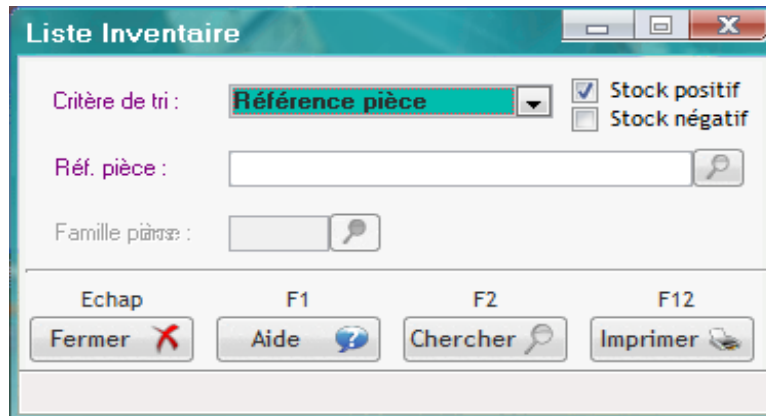 Liste Inventaire
Critère de tri : Référence pièce Stock positif
Stock négatif
Réf. pièce :
Famille :
Echap F1 F2 F12
Fermer Aide Chercher Imprimer